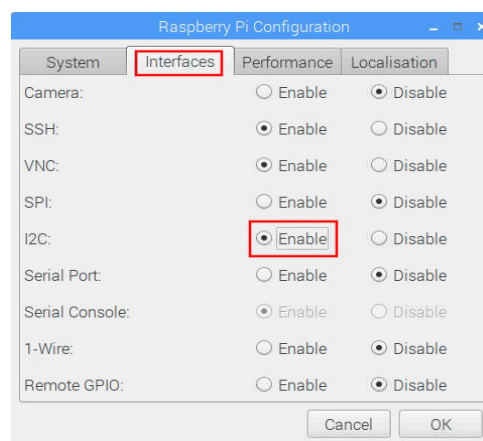 Raspberry Pi Configuration
System Interfaces Performance Localisation
Camera: Enable Disable
SSH: Enable Disable
VNC: Enable Disable
SPI: Enable Disable
I2C: Enable Disable
Serial Port: Enable Disable
Serial Console: Enable Disable
1-Wire: Enable Disable
Remote GPIO: Enable Disable
Cancel OK